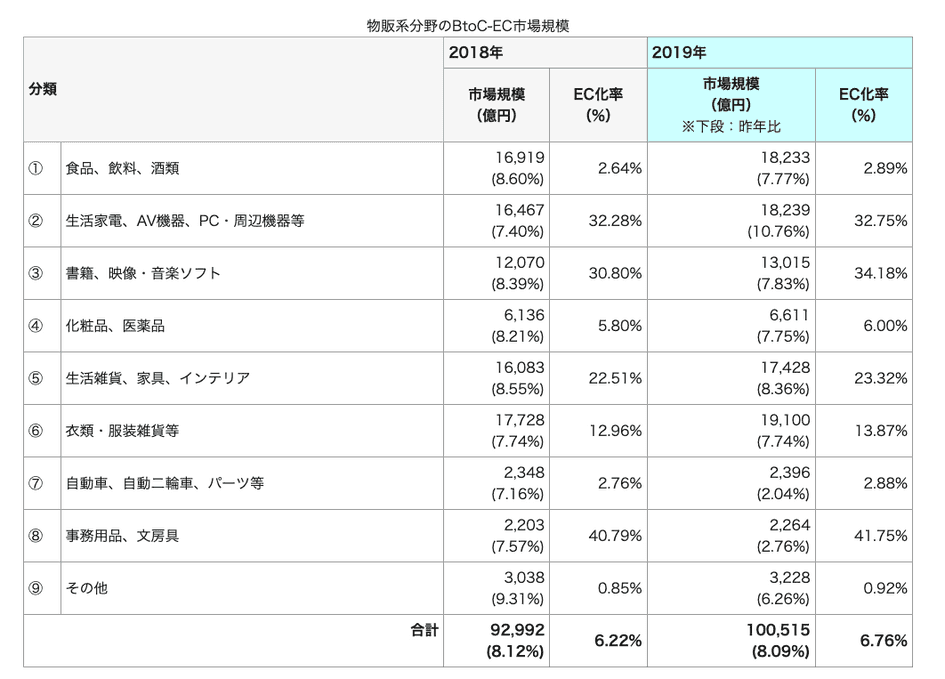 物販系分野のBtoC-EC市場規模
分類
2018年
2019年
市場規模
(億円)
EC化率
(%)
市場規模
(億円)
※下段：昨年比
EC化率
(%)
① 食品、飲料、酒類 16,919 2.64% 18,233 2.89%
(8.60%) (7.77%)
② 生活家電、AV機器、PC・周辺機器等 16,467 32.28% 18,239 32.75%
(7.40%) (10.76%)
③ 書籍、映像・音楽ソフト 12,070 30.80% 13,015 34.18%
(8.39%) (7.83%)
④ 化粧品、医薬品 6,136 5.80% 6,611 6.00%
(8.21%) (7.75%)
⑤ 生活雑貨、家具、インテリア 16,083 22.51% 17,428 23.32%
(8.55%) (8.36%)
⑥ 衣類・服装雑貨等 17,728 12.96% 19,100 13.87%
(7.74%) (7.74%)
⑦ 自動車、自動二輪車、パーツ等 2,348 2.76% 2,396 2.88%
(7.16%) (2.04%)
⑧ 事務用品、文房具 2,203 40.79% 2,264 41.75%
(7.57%) (2.76%)
⑨ その他 3,038 0.85% 3,228 0.92%
(9.31%) (6.26%)
合計 92,992 6.22% 100,515 6.76%
(8.12%) (8.09%)